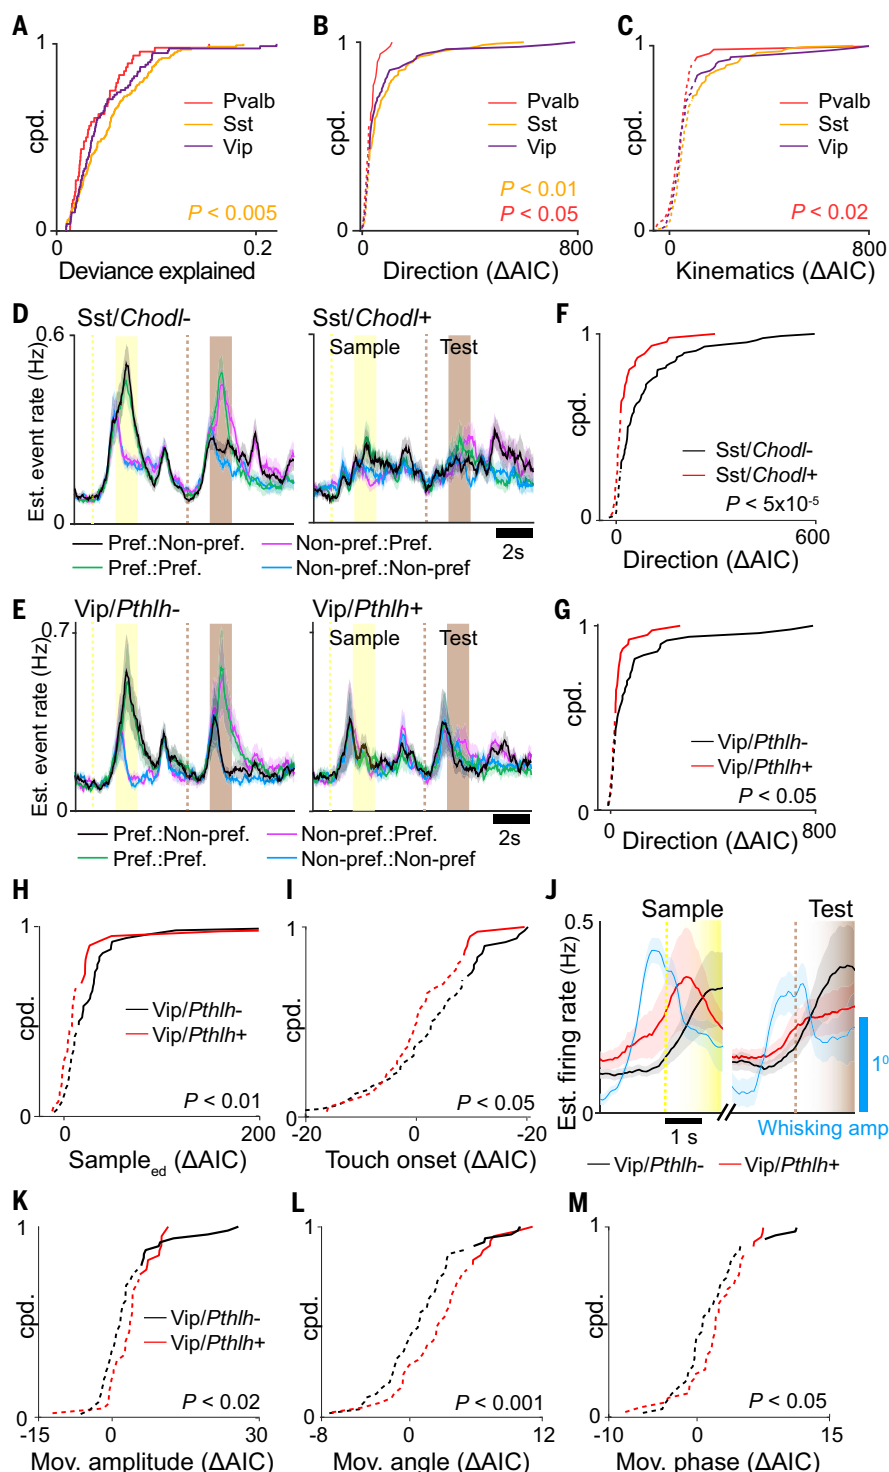 A
1
cpd.
0
0
0.2
Deviance explained
Pvalb
Sst
Vip
P < 0.005
B
1
0
0
800
Direction (ΔAIC)
Pvalb
Sst
Vip
P < 0.01
P < 0.05
C
1
cpd.
0
0
800
Kinematics (ΔAIC)
Pvalb
Sst
Vip
P < 0.02
D
Sst/Chodl-
Sst/Chodl+
0.6
Est. event rate (Hz)
0
Sample
Test
Pref.::Non-pref.
Non-pref.::Pref.
Pref.::Pref.
Non-pref.::Non-pref
2s
E
Vip/Pthlh-
Vip/Pthlh+
0.7
Est. event rate (Hz)
0
Sample
Test
Pref.::Non-pref.
Non-pref.::Pref.
Pref.::Pref.
Non-pref.::Non-pref
2s
F
1
cpd.
0
0
600
Direction (ΔAIC)
Sst/Chodl-
Sst/Chodl+
P < 5x10-5
G
1
cpd.
0
0
800
Direction (ΔAIC)
Vip/Pthlh-
Vip/Pthlh+
P < 0.05
H
1
cpd.
0
0
200
Sampleed (ΔAIC)
Vip/Pthlh-
Vip/Pthlh+
P < 0.01
I
1
cpd.
0
-20
0
-20
Touch onset (ΔAIC)
P < 0.05
J
Sample
Test
0.5
Est. firing rate (Hz)
0
1 s
1⁰
Whisking amp
Vip/Pthlh-
Vip/Pthlh+
K
1
cpd.
0
-15
0
30
Mov. amplitude (ΔAIC)
Vip/Pthlh-
Vip/Pthlh+
P < 0.02
L
1
cpd.
0
-8
0
12
Mov. angle (ΔAIC)
P < 0.001
M
1
cpd.
0
-10
0
15
Mov. phase (ΔAIC)
P < 0.05